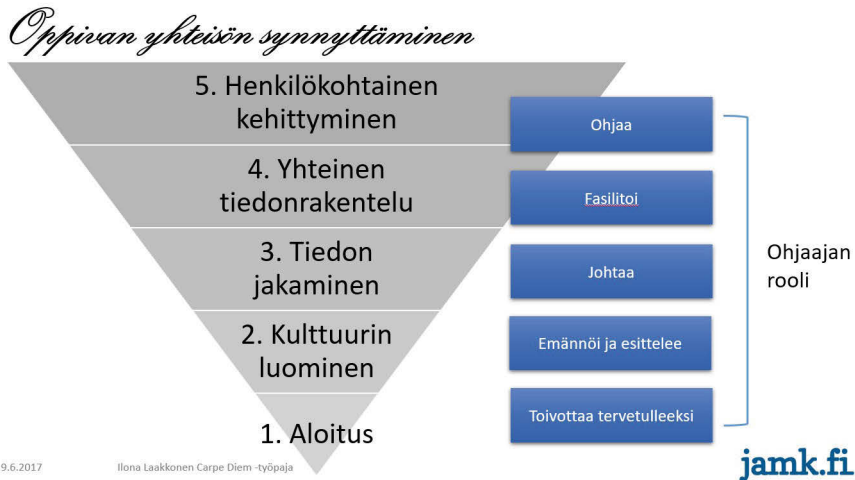 Oppivan yhteisön synnyttäminen
5. Henkilökohtainen
kehittyminen
4. Yhteinen
tiedonrakentelu
3. Tiedon
jakaminen
2. Kulttuurin
luominen
1. Aloitus
Ohjaa
Fasilitoi
Johtaa
Emännöi ja esittelee
Toivottaa tervetulleeksi
Ohjaajan
rooli
9.6.2017
Ilona Laakkonen Carpe Diem -työpaja
jamk.fi